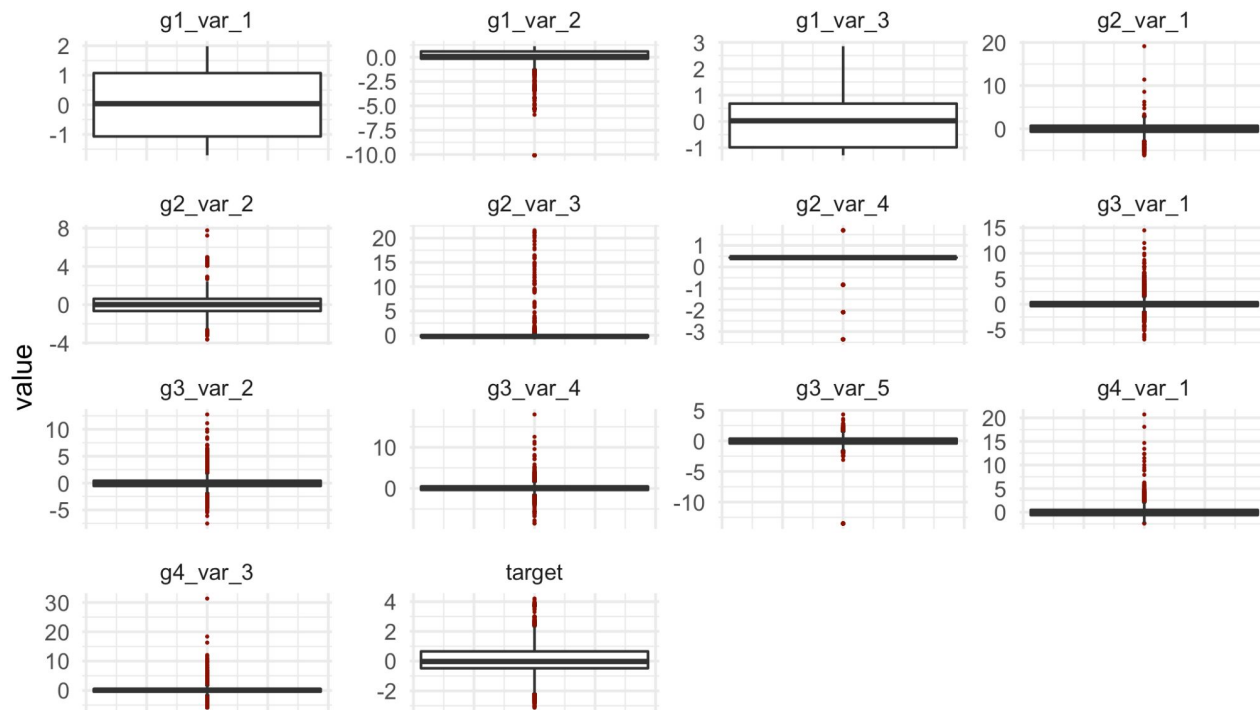 g1_var_1 g1_var_2 g1_var_3 g2_var_1
2 1 0 -1
0.0 -2.5 -5.0 -7.5 -10.0
3 2 1 0 -1
20 10 0
g2_var_2 g2_var_3 g2_var_4 g3_var_1
8 4 0 -4
20 15 10 5 0
1 0 -1 -2 -3
15 10 5 0 -5
value
g3_var_2 g3_var_4 g3_var_5 g4_var_1
10 5 0 -5
10 0
5 0 -5 -10
20 15 10 5 0
g4_var_3 target
30 20 10 0
4 2 0 -2